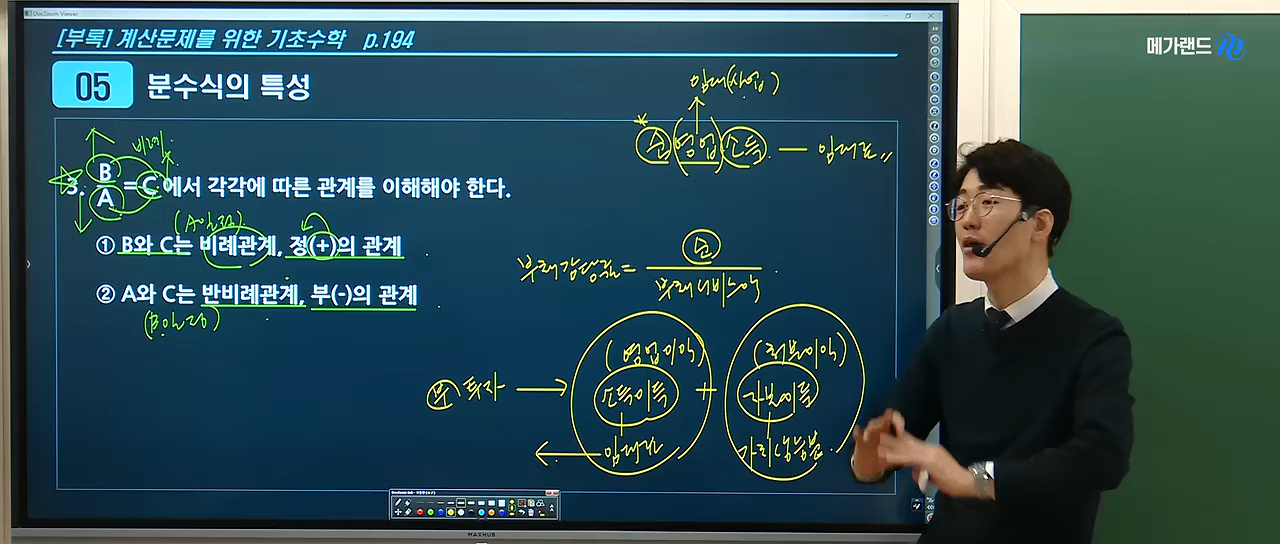 DocZoom Viewer
[부록] 계산문제를 위한 기초수학 p.194
메가랜드
05 분수식의 특성
임대(사업)
순(영업)소득 — 임대료
비례
3. B/A = C 에서 각각에 따른 관계를 이해해야 한다.
(A일정)
① B와 C는 비례관계, 정(+)의 관계
② A와 C는 반비례관계, 부(-)의 관계
(B일정)
부채감당률 = 순
부채서비스액
(영업이익) (처분이익)
부 투자 → 소득이득 + 자본이득
임대료 가치상승분
MAXHUB